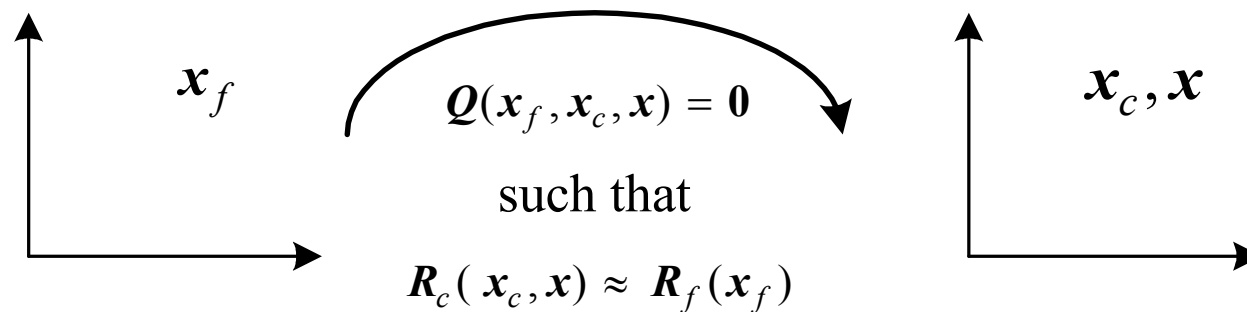 x_f
Q(x_f, x_c, x) = 0
x_c, x
such that
R_c( x_c, x) ≈ R_f(x_f)